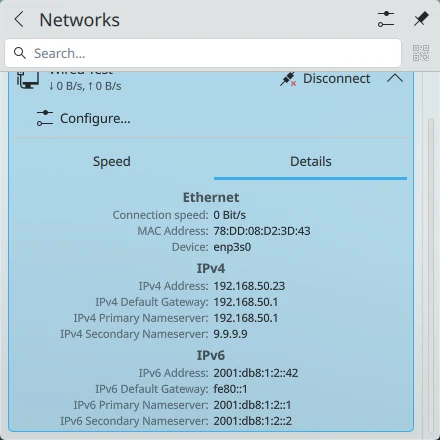 Networks
Search...
Wired Test
↓ 0 B/s, ↑ 0 B/s
Disconnect
Configure...
Speed
Details
Ethernet
Connection speed: 0 Bit/s
MAC Address: 78:DD:08:D2:3D:43
Device: enp3s0
IPv4
IPv4 Address: 192.168.50.23
IPv4 Default Gateway: 192.168.50.1
IPv4 Primary Nameserver: 192.168.50.1
IPv4 Secondary Nameserver: 9.9.9.9
IPv6
IPv6 Address: 2001:db8:1:2::42
IPv6 Default Gateway: fe80::1
IPv6 Primary Nameserver: 2001:db8:1:2::1
IPv6 Secondary Nameserver: 2001:db8:1:2::2